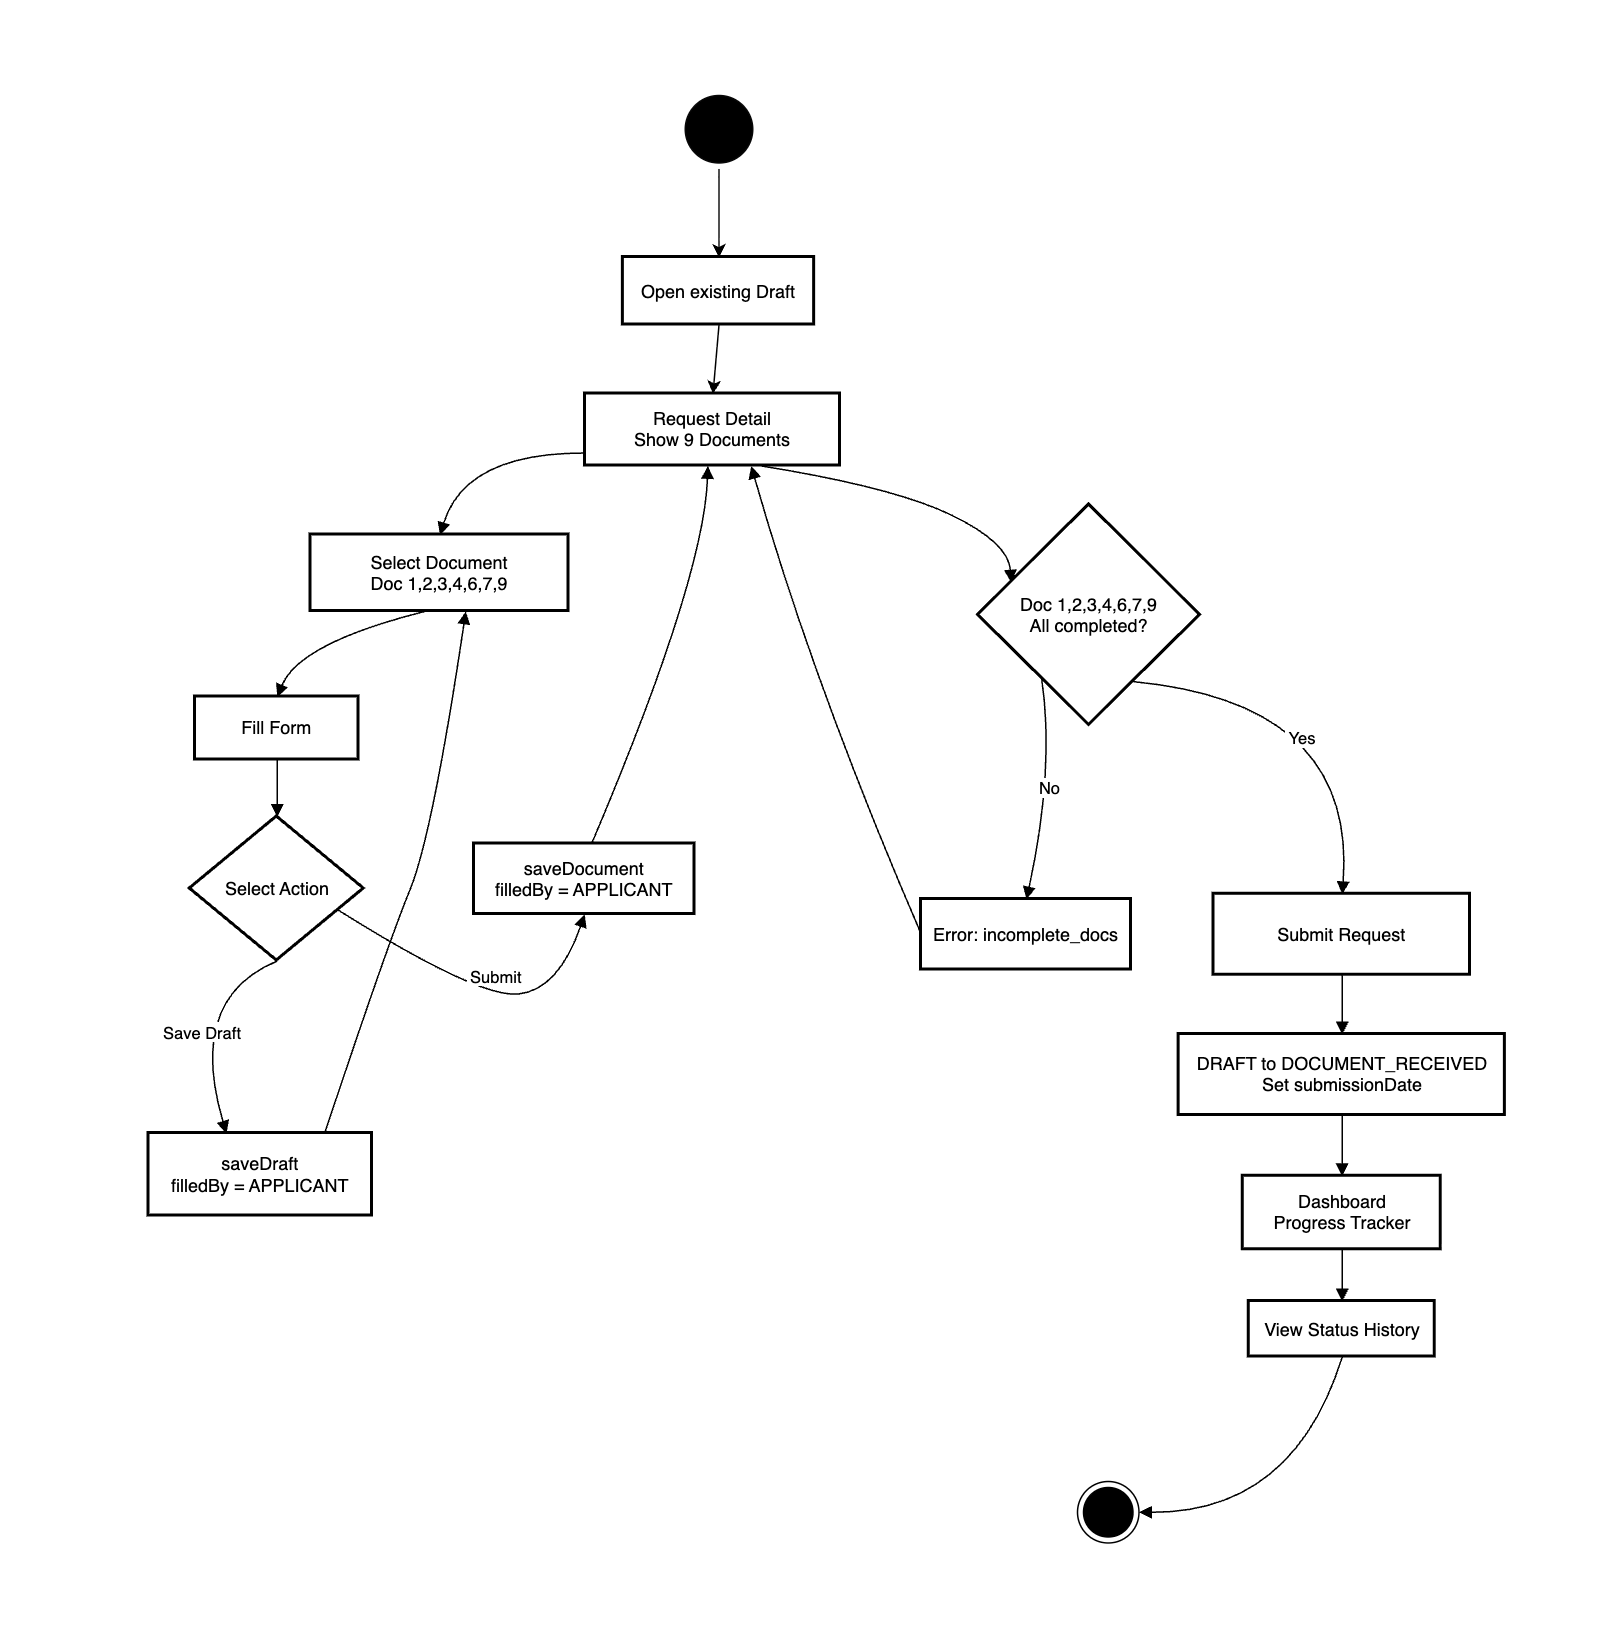 Open existing Draft
Request Detail
Show 9 Documents
Select Document
Doc 1,2,3,4,6,7,9
Doc 1,2,3,4,6,7,9
All completed?
Fill Form
Yes
No
Select Action
saveDocument
filledBy = APPLICANT
Error: incomplete_docs
Submit Request
Submit
Save Draft
DRAFT to DOCUMENT_RECEIVED
Set submissionDate
saveDraft
filledBy = APPLICANT
Dashboard
Progress Tracker
View Status History